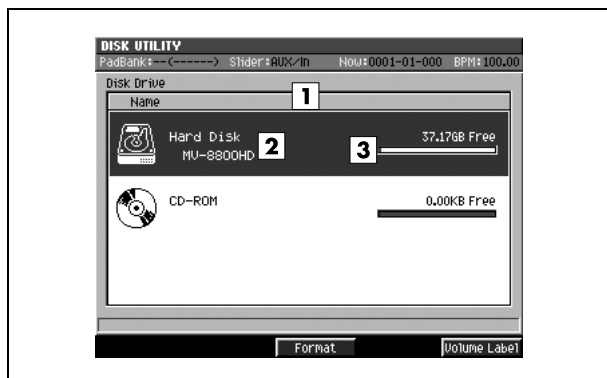 DISK UTILITY
PadBank:--(------) Slider:AUX/In Now:0001-01-000 BPM:100.00
Disk Drive
Name
1
Hard Disk
37.17GB Free
MV-8800HD
2
3
CD-ROM
0.00KB Free
Format
Volume Label